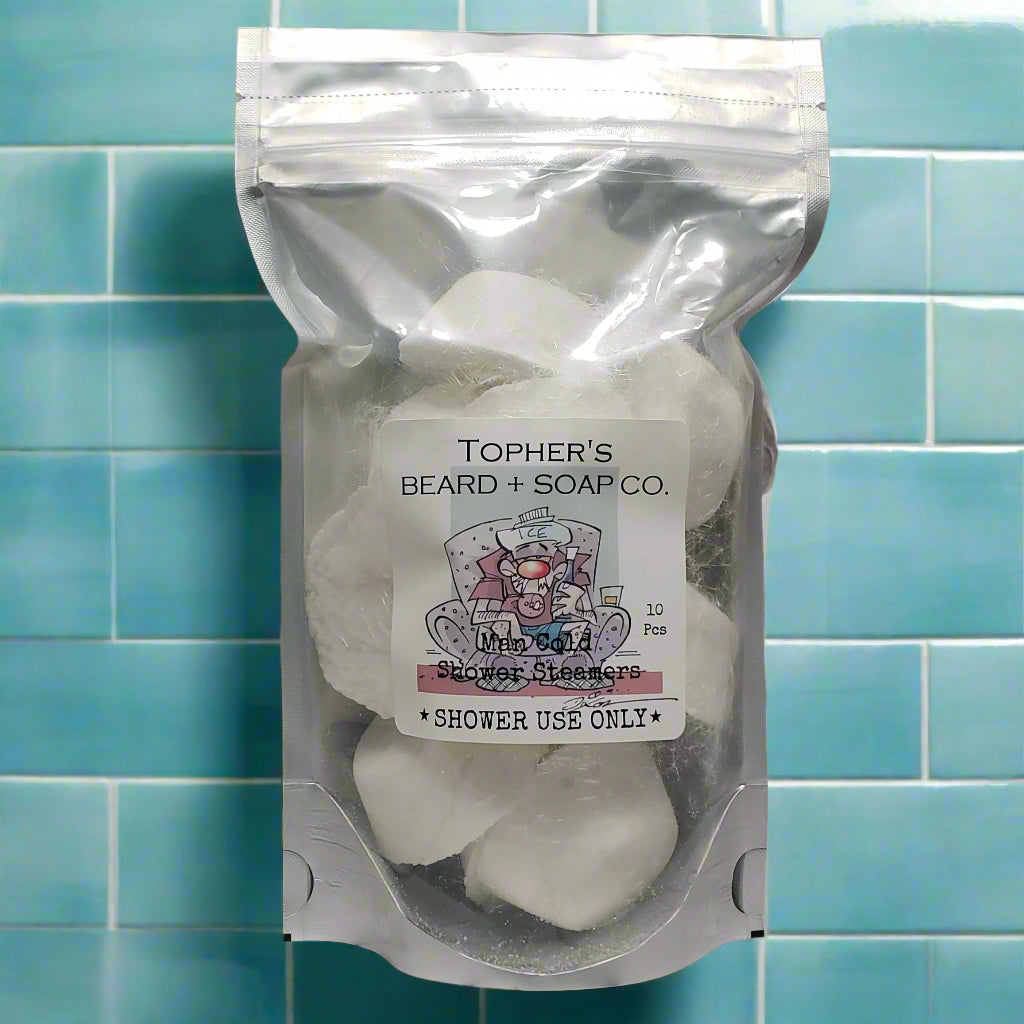 TOPHER'S
BEARD + SOAP CO.
ICE
10
Pcs
Man Cold
Shower Steamers
★SHOWER USE ONLY★